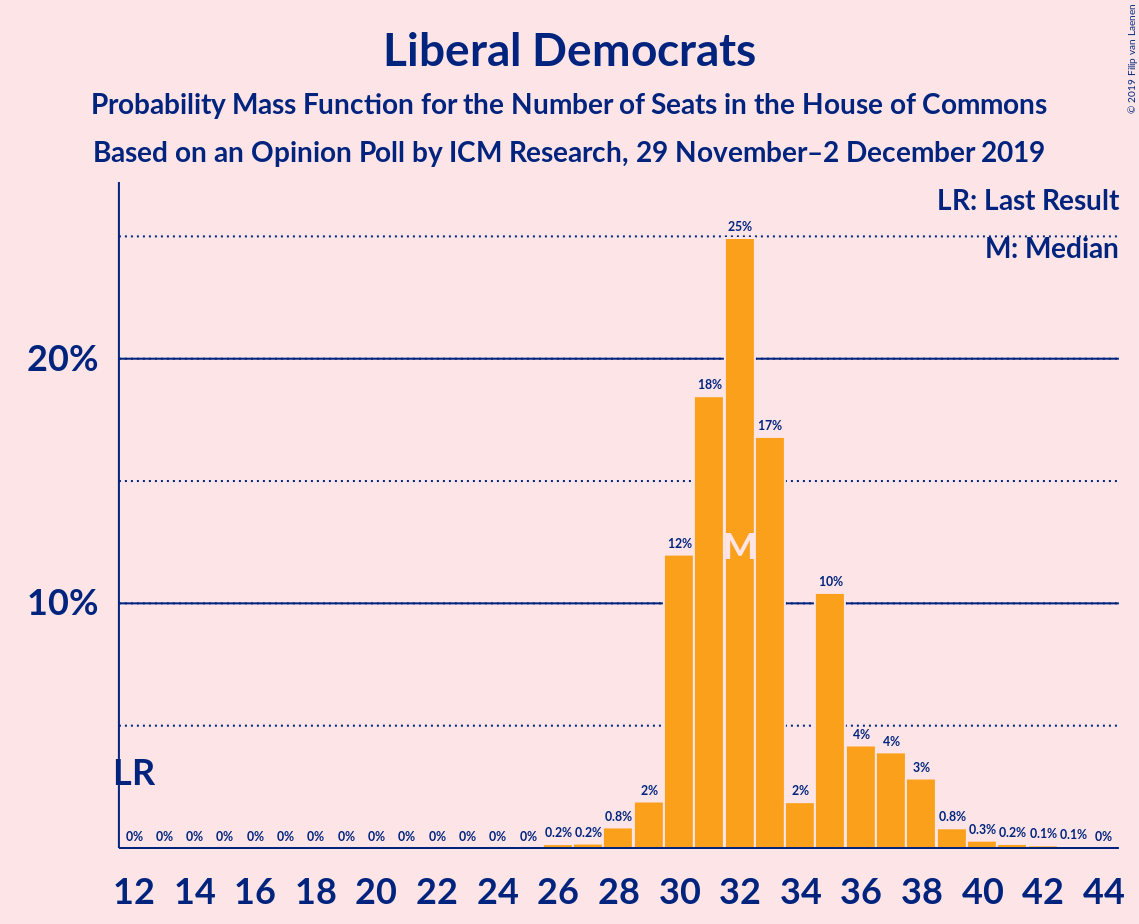 Liberal Democrats
Probability Mass Function for the Number of Seats in the House of Commons
Based on an Opinion Poll by ICM Research, 29 November–2 December 2019
© 2019 Filip van Laenen
LR: Last Result
M: Median
20%
10%
LR
M
0% 0% 0% 0% 0% 0% 0% 0% 0% 0% 0% 0% 0% 0% 0.2% 0.2% 0.8% 2% 12% 18% 25% 17% 2% 10% 4% 4% 3% 0.8% 0.3% 0.2% 0.1% 0.1% 0%
12 14 16 18 20 22 24 26 28 30 32 34 36 38 40 42 44